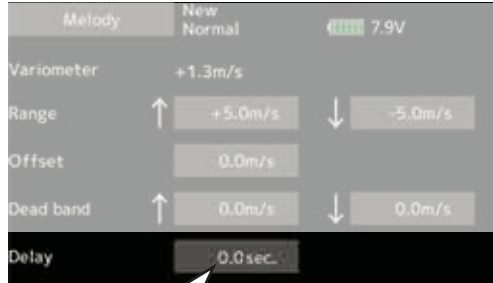 Melody New Normal 7.9V
Variometer +1.3m/s
Range ↑ +5.0m/s ↓ -5.0m/s
Offset 0.0m/s
Dead band ↑ 0.0m/s ↓ 0.0m/s
Delay 0.0sec.